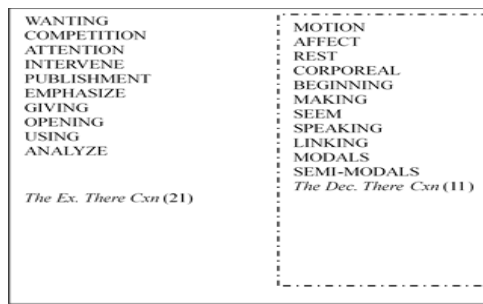 WANTING
COMPETITION
ATTENTION
INTERVENE
PUBLISHMENT
EMPHASIZE
GIVING
OPENING
USING
ANALYZE
The Ex. There Cxn (21)
MOTION
AFFECT
REST
CORPOREAL
BEGINNING
MAKING
SEEM
SPEAKING
LINKING
MODALS
SEMI-MODALS
The Dec. There Cxn (11)